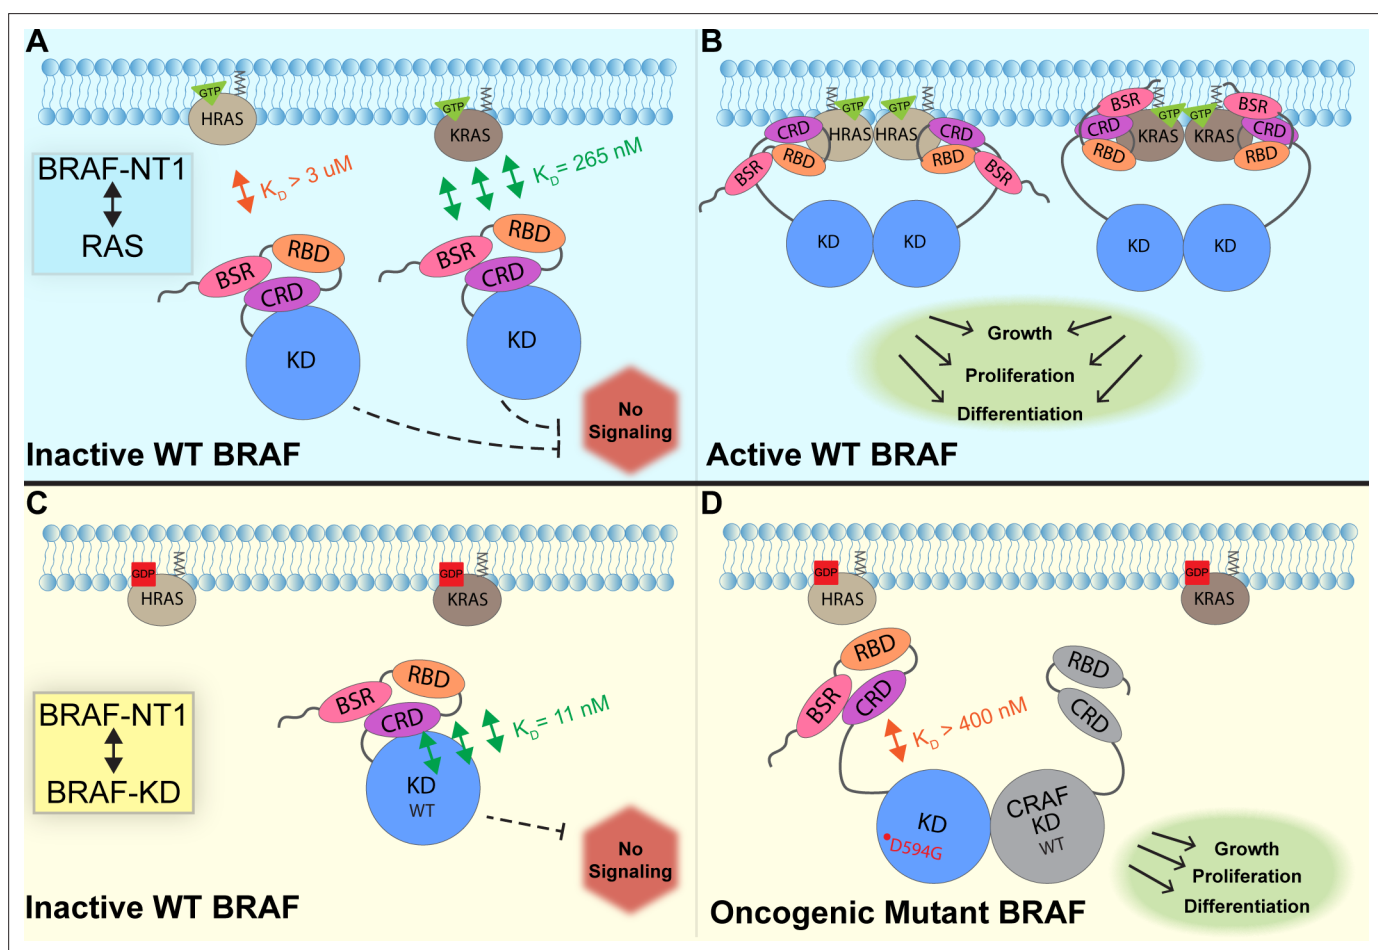 A
GTP
HRAS
GTP
KRAS
BRAF-NT1
RAS
K_D > 3 uM
K_D = 265 nM
RBD
BSR
CRD
KD
RBD
BSR
CRD
KD
No
Signaling
Inactive WT BRAF
B
GTP
GTP
HRAS
HRAS
CRD
CRD
RBD
RBD
BSR
BSR
KD
KD
BSR
BSR
GTP
GTP
CRD
KRAS
KRAS
CRD
RBD
RBD
KD
KD
Growth
Proliferation
Differentiation
Active WT BRAF
C
GDP
HRAS
GDP
KRAS
BRAF-NT1
BRAF-KD
RBD
BSR
CRD
K_D = 11 nM
KD
WT
No
Signaling
Inactive WT BRAF
D
GDP
HRAS
GDP
KRAS
RBD
BSR
CRD
K_D > 400 nM
RBD
CRD
KD
D594G
CRAF
KD
WT
Growth
Proliferation
Differentiation
Oncogenic Mutant BRAF